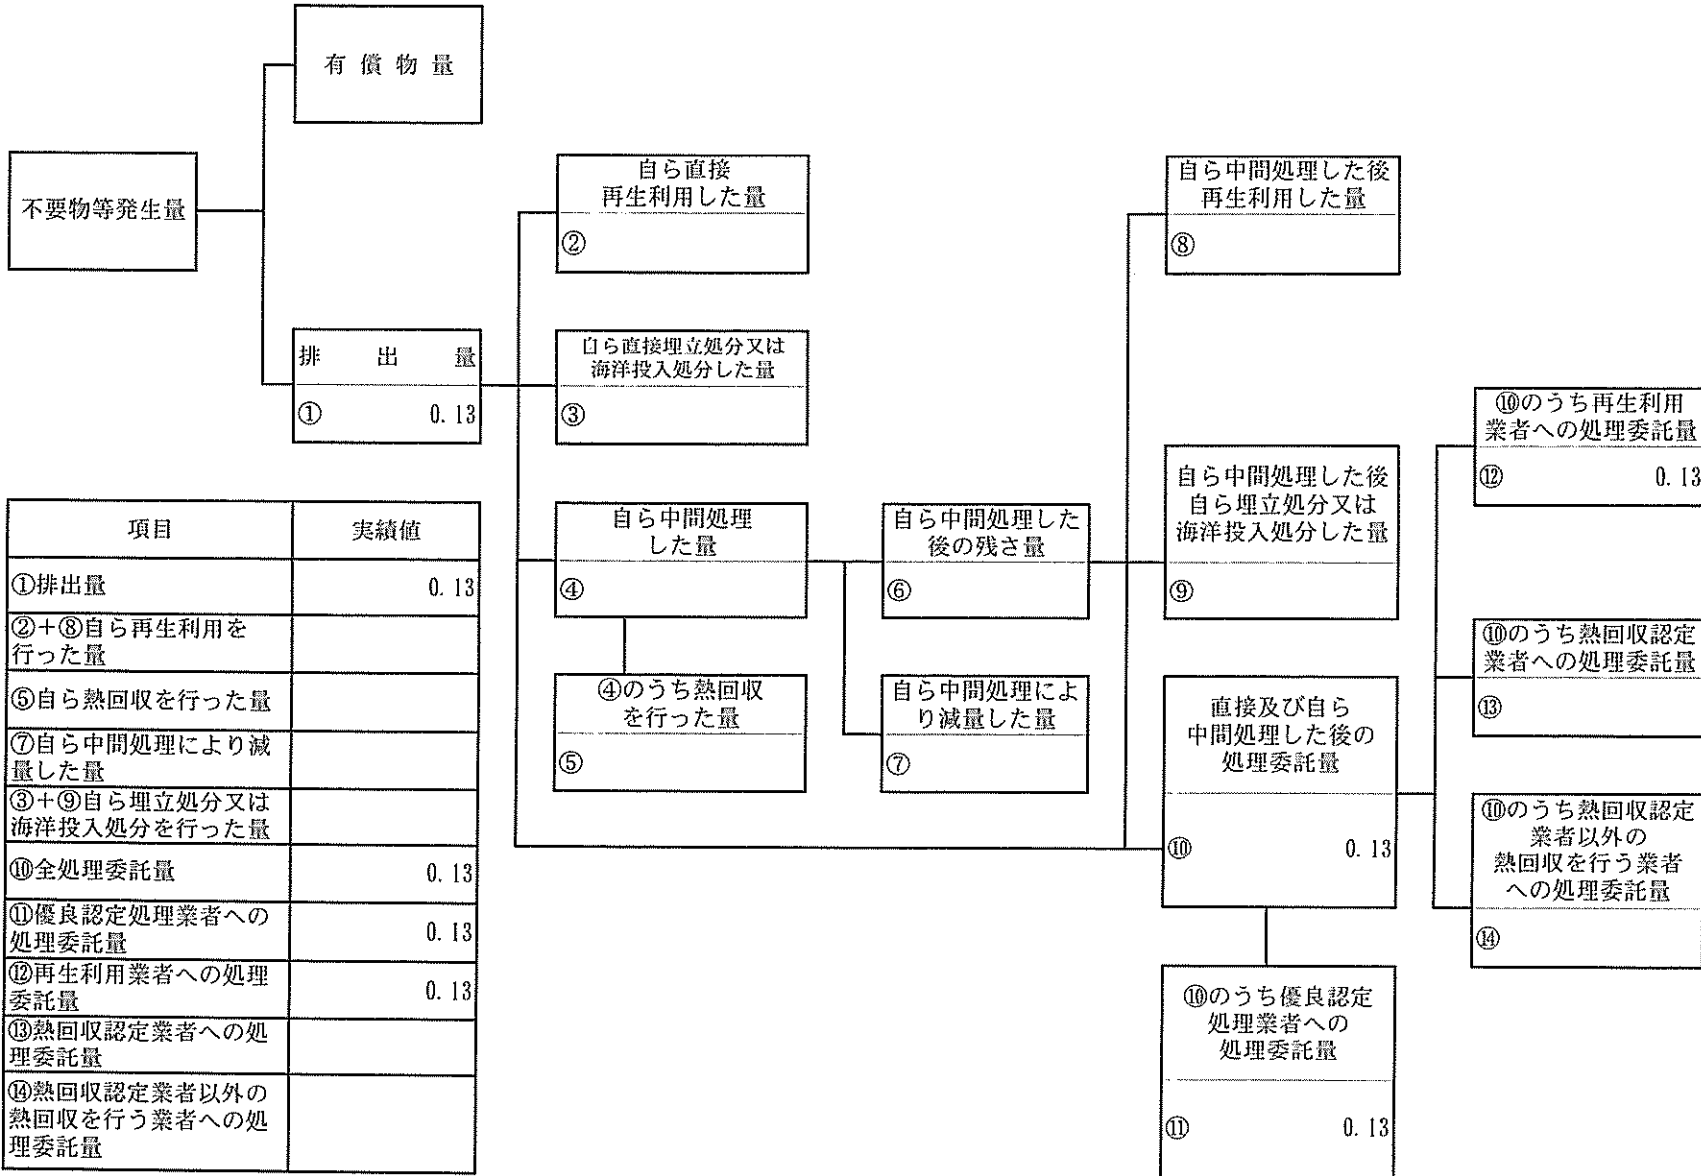 有償物量
不要物等発生量
排出量
① 0.13
自ら直接
再生利用した量
②
自ら直接埋立処分又は
海洋投入処分した量
③
自ら中間処理
した量
④
④のうち熱回収
を行った量
⑤
自ら中間処理した
後の残さ量
⑥
自ら中間処理によ
り減量した量
⑦
自ら中間処理した後
再生利用した量
⑧
自ら中間処理した後
自ら埋立処分又は
海洋投入処分した量
⑨
直接及び自ら
中間処理した後の
処理委託量
⑩ 0.13
⑩のうち優良認定
処理業者への
処理委託量
⑪ 0.13
⑩のうち再生利用
業者への処理委託量
⑫ 0.13
⑩のうち熱回収認定
業者への処理委託量
⑬
⑩のうち熱回収認定
業者以外の
熱回収を行う業者
への処理委託量
⑭
項目 実績値
①排出量 0.13
②+⑧自ら再生利用を
行った量
⑤自ら熱回収を行った量
⑦自ら中間処理により減
量した量
③+⑨自ら埋立処分又は
海洋投入処分を行った量
⑩全処理委託量 0.13
⑪優良認定処理業者への
処理委託量 0.13
⑫再生利用業者への処理
委託量 0.13
⑬熱回収認定業者への処
理委託量
⑭熱回収認定業者以外の
熱回収を行う業者への処
理委託量